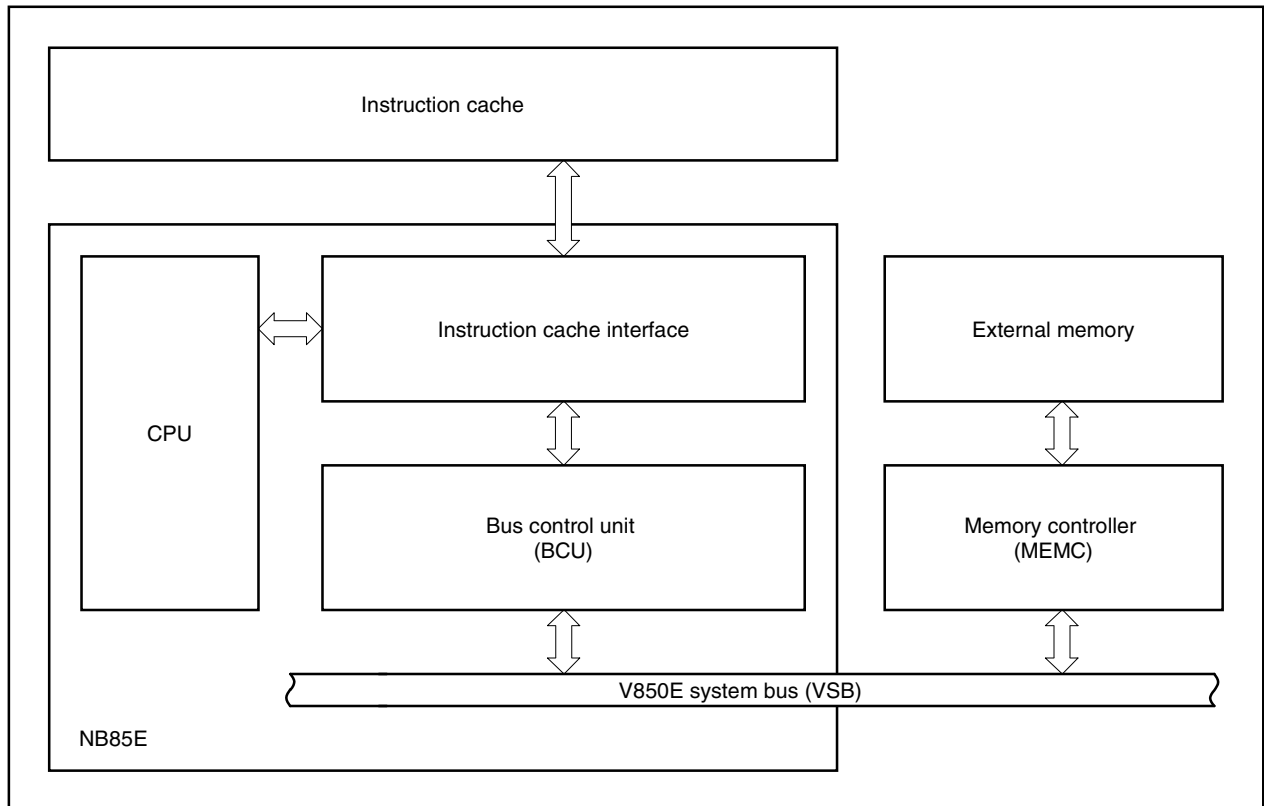 Instruction cache
Instruction cache interface
External memory
CPU
Bus control unit
(BCU)
Memory controller
(MEMC)
V850E system bus (VSB)
NB85E